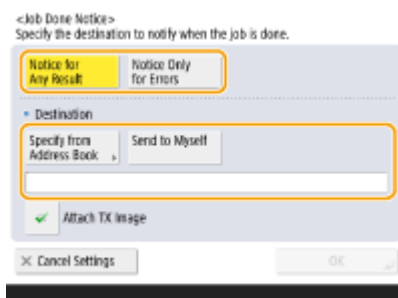 <Job Done Notice>
Specify the destination to notify when the job is done.
Notice for
Any Result
Notice Only
for Errors
Destination
Specify from
Address Book
Send to Myself
Attach TX Image
Cancel Settings
OK